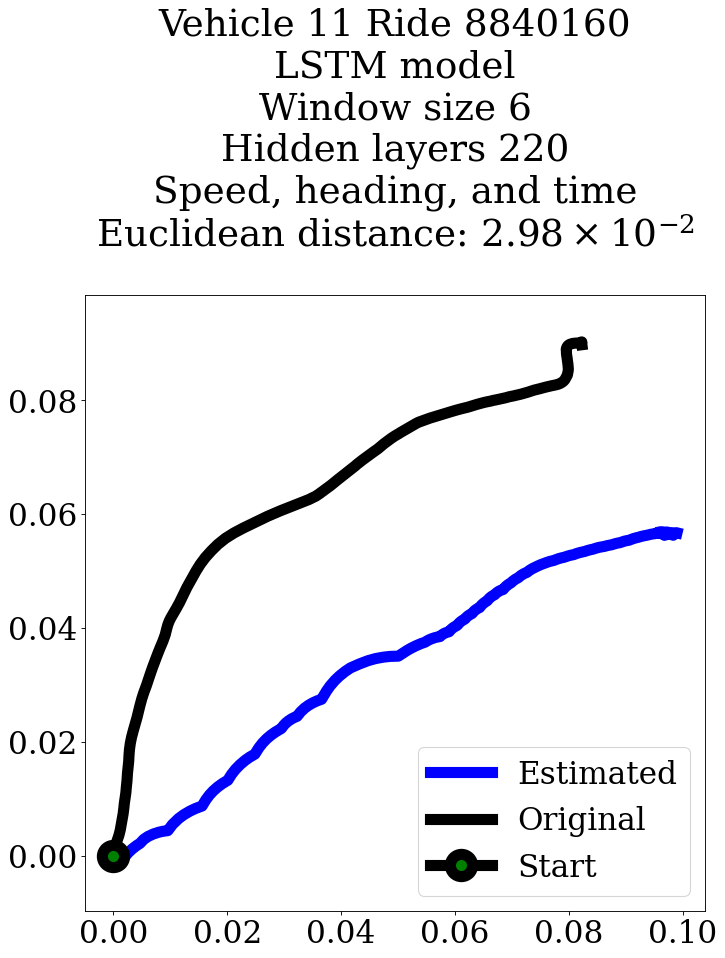 Vehicle 11 Ride 8840160
LSTM model
Window size 6
Hidden layers 220
Speed, heading, and time
Euclidean distance: 2.98 × 10⁻²
0.08
0.06
0.04
0.02
0.00
Estimated
Original
Start
0.00 0.02 0.04 0.06 0.08 0.10